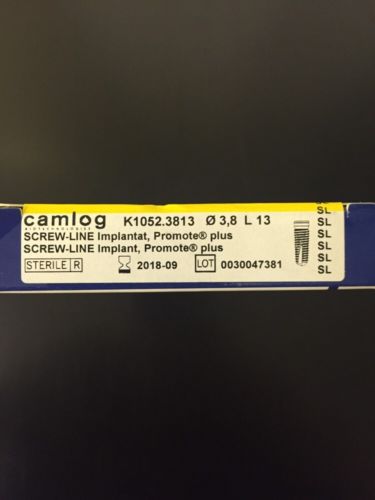 camlog K1052.3813 Ø 3,8 L 13
BIOTECHNOLOGIES
SCREW-LINE Implantat, Promote® plus
SCREW-LINE Implant, Promote® plus
STERILE R 2018-09 LOT 0030047381
SL
SL
SL
SL
SL
SL